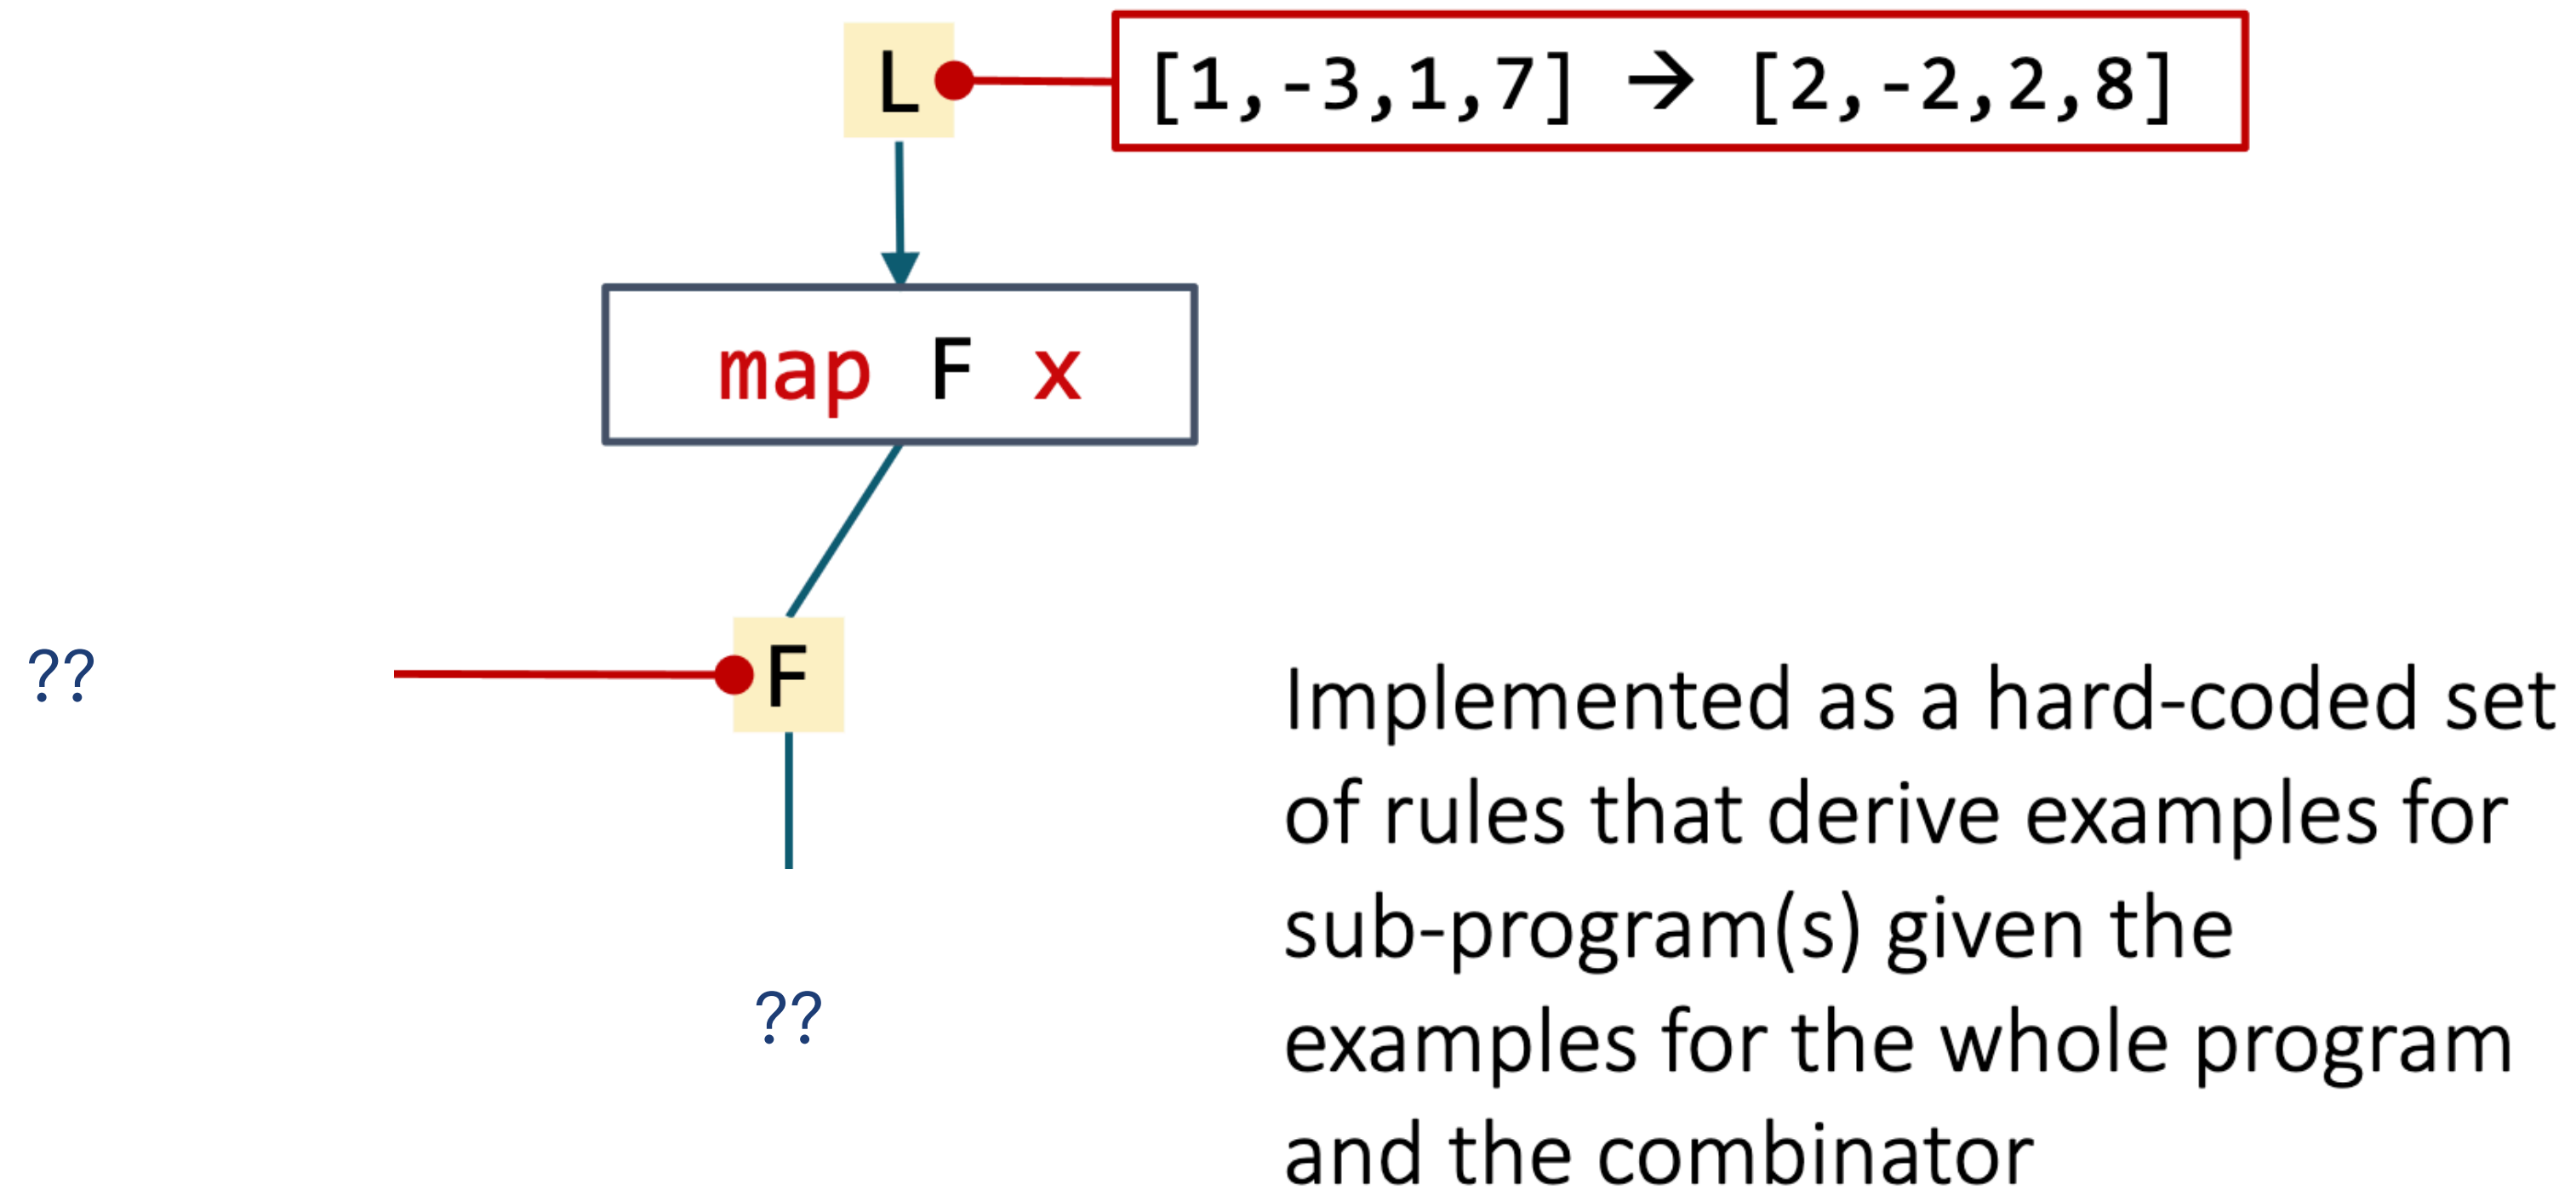 L
[1,-3,1,7] → [2,-2,2,8]
map F x
??
F
??
Implemented as a hard-coded set
of rules that derive examples for
sub-program(s) given the
examples for the whole program
and the combinator